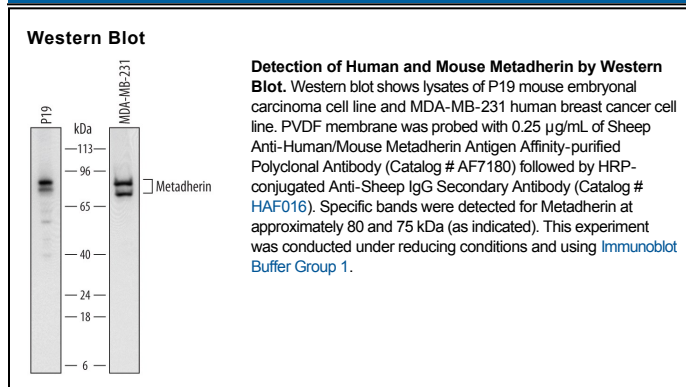 Western Blot
P19
MDA-MB-231
kDa
—113—
— 96 —
— 65 —
— 40 —
— 24 —
— 18 —
— 6 —
Metadherin
Detection of Human and Mouse Metadherin by Western
Blot. Western blot shows lysates of P19 mouse embryonal
carcinoma cell line and MDA-MB-231 human breast cancer cell
line. PVDF membrane was probed with 0.25 µg/mL of Sheep
Anti-Human/Mouse Metadherin Antigen Affinity-purified
Polyclonal Antibody (Catalog # AF7180) followed by HRP-
conjugated Anti-Sheep IgG Secondary Antibody (Catalog #
HAF016). Specific bands were detected for Metadherin at
approximately 80 and 75 kDa (as indicated). This experiment
was conducted under reducing conditions and using Immunoblot
Buffer Group 1.